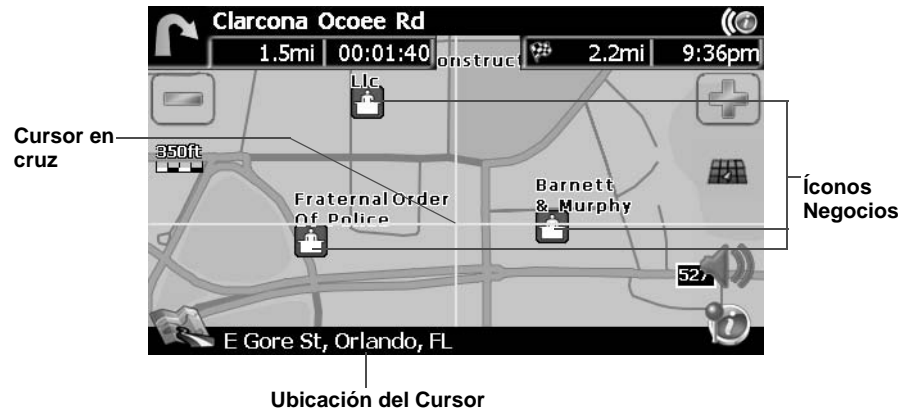 Clarcona Ocoee Rd
1.5mi 00:01:40 onstruct 2.2mi 9:36pm
Llc
Cursor en
cruz
350ft
Barnett
& Murphy
Íconos
Negocios
Fraternal Order
Of Police
527
E Gore St, Orlando, FL
Ubicación del Cursor